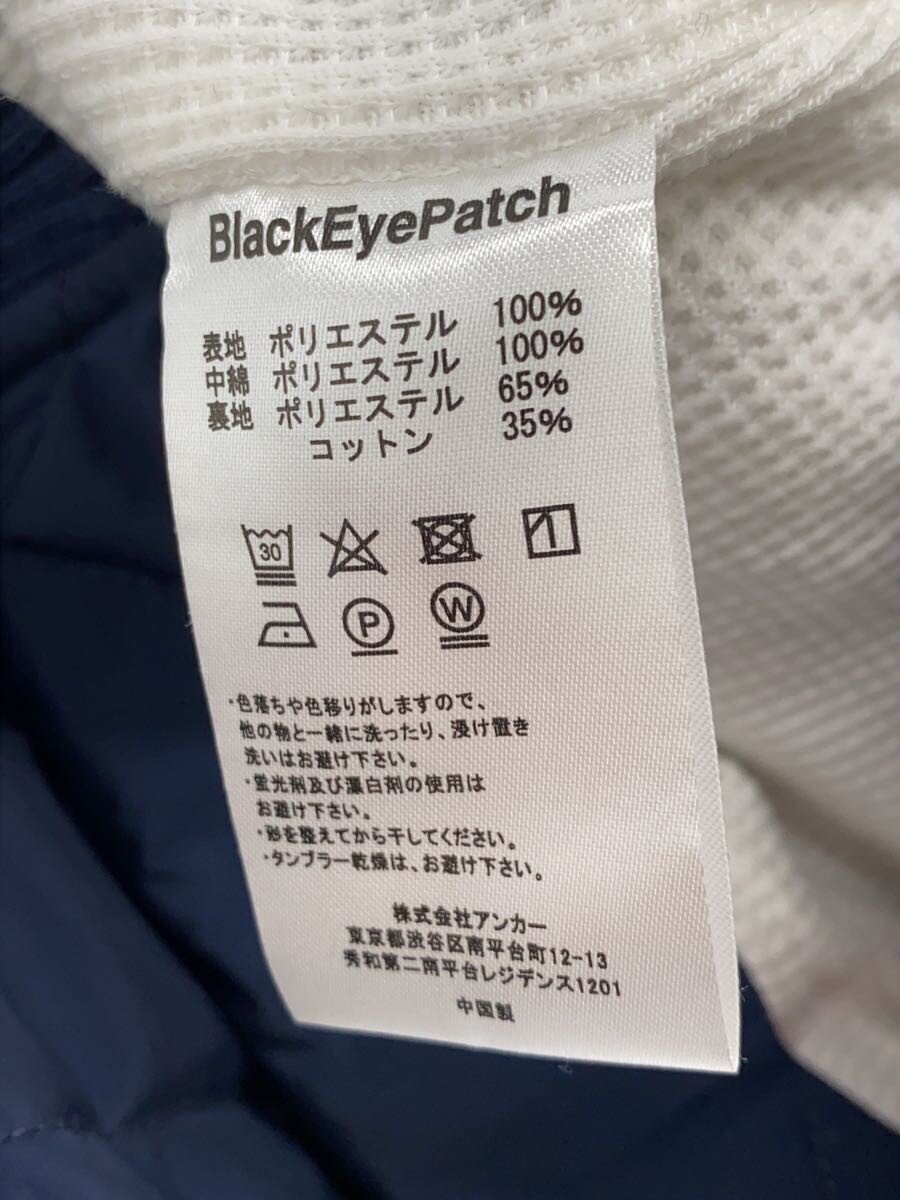 BlackEyePatch
表地 ポリエステル 100%
中綿 ポリエステル 100%
裏地 ポリエステル 65%
コットン 35%
30
P W
・色落ちや色移りがしますので、
他の物と一緒に洗ったり、浸け置き
洗いはお避け下さい。
・蛍光剤及び漂白剤の使用は
お避け下さい。
・形を整えてから干してください。
・タンブラー乾燥は、お避け下さい。
株式会社アンカー
東京都渋谷区南平台町12-13
秀和第二南平台レジデンス1201
中国製